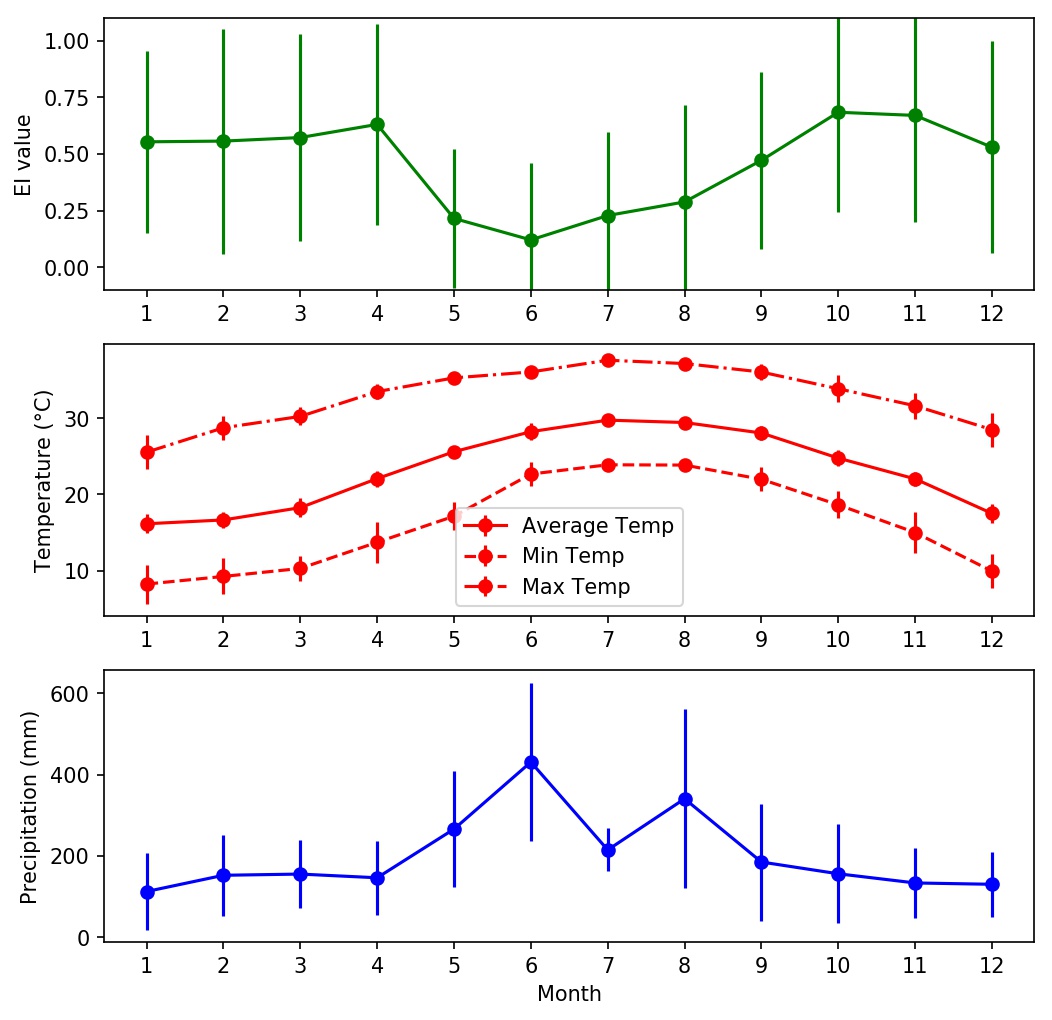 EI value
1.00
0.75
0.50
0.25
0.00
1 2 3 4 5 6 7 8 9 10 11 12
Temperature (°C)
30
20
10
Average Temp
Min Temp
Max Temp
1 2 3 4 5 6 7 8 9 10 11 12
Precipitation (mm)
600
400
200
0
1 2 3 4 5 6 7 8 9 10 11 12
Month